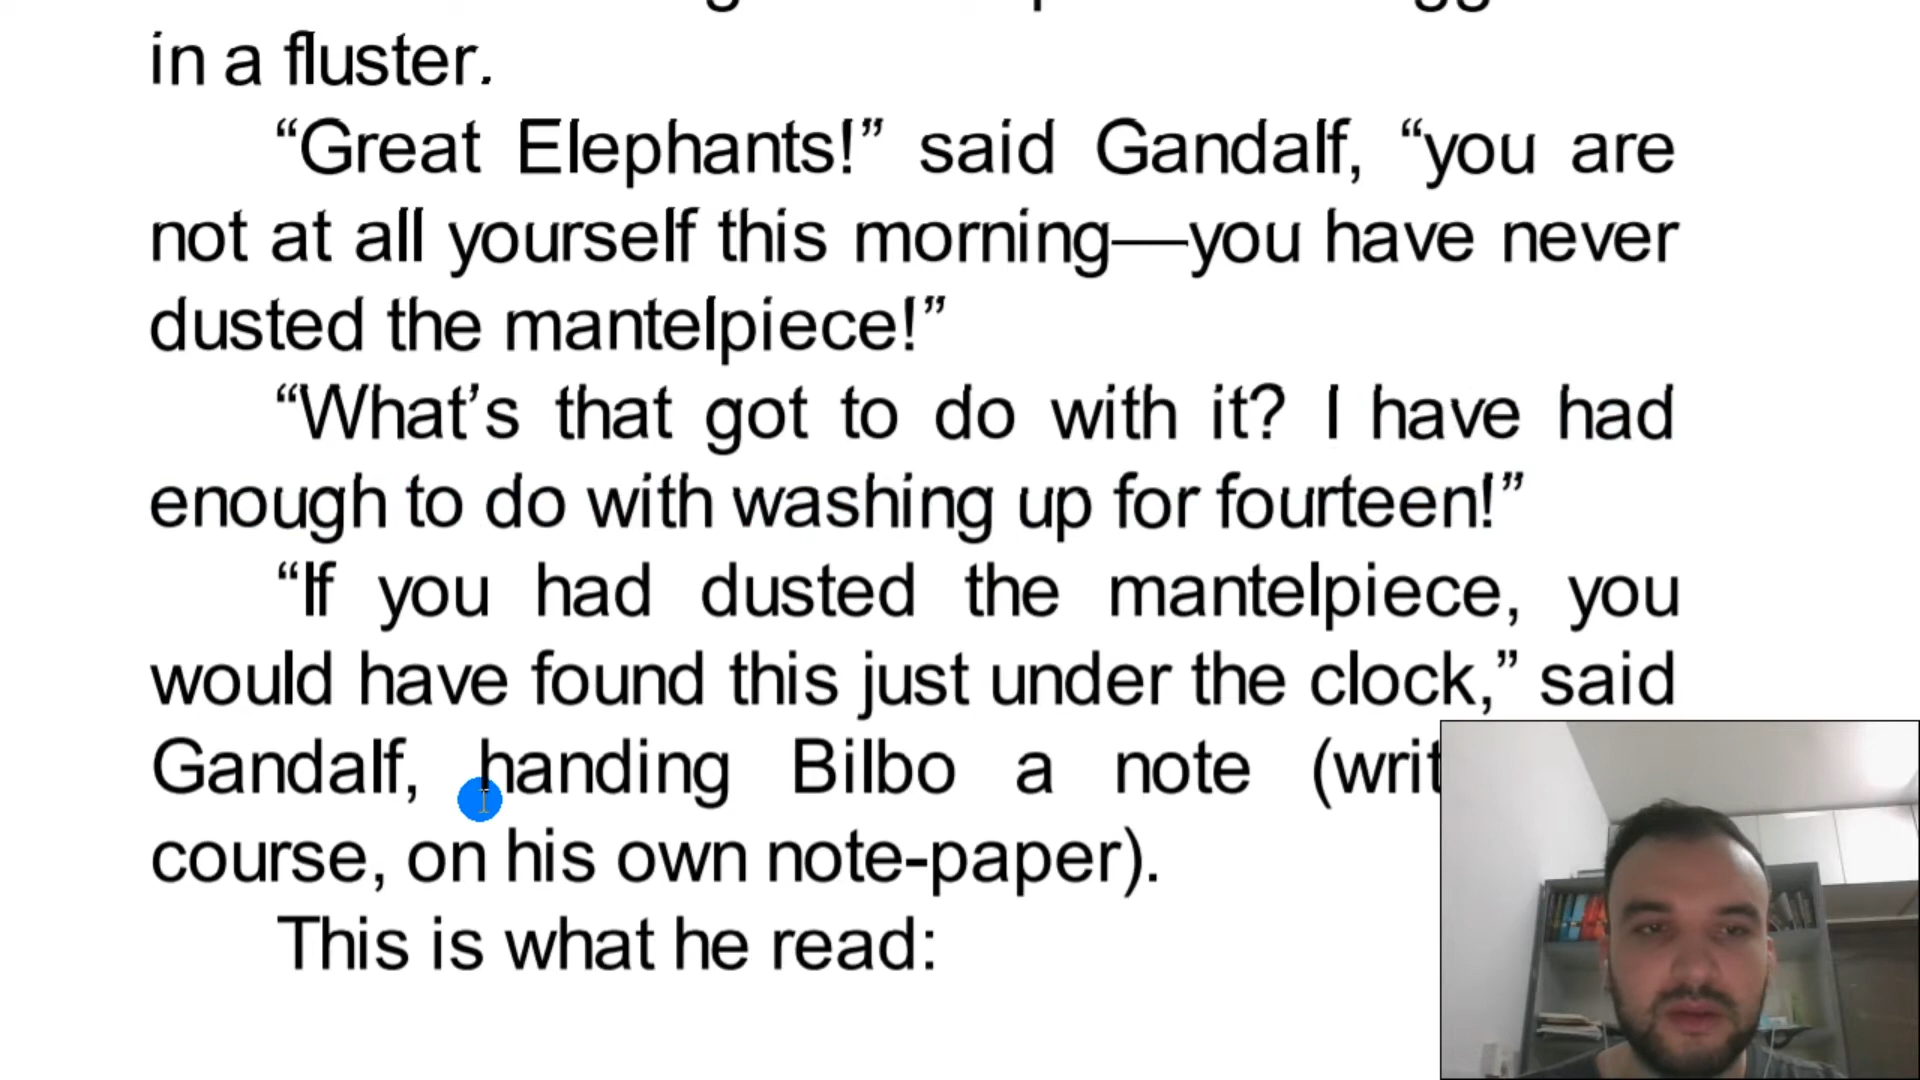 in a fluster.
“Great Elephants!” said Gandalf, “you are
not at all yourself this morning—you have never
dusted the mantelpiece!”
“What’s that got to do with it? I have had
enough to do with washing up for fourteen!”
“If you had dusted the mantelpiece, you
would have found this just under the clock,” said
Gandalf, handing Bilbo a note (writ
course, on his own note-paper).
This is what he read: